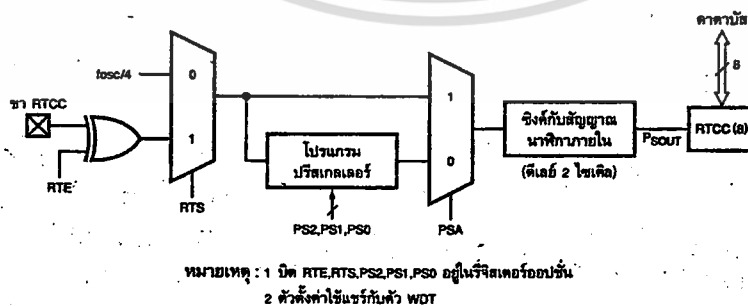 ดาตาบัส
8
fosc/4
0
ขา RTCC
1
RTE
RTS
โปรแกรม
ปรีสเกลเลอร์
PS2,PS1,PS0
1
0
PSA
ซิงค์กับสัญญาณ
นาฬิกาภายใน
(ดีเลย์ 2 ไซเคิล)
PSOUT
RTCC (8)
หมายเหตุ : 1 บิต RTE,RTS,PS2,PS1,PS0 อยู่ในรีจิสเตอร์ออปชั่น
2 ตัวตั้งค่าใช้แชร์กับตัว WDT